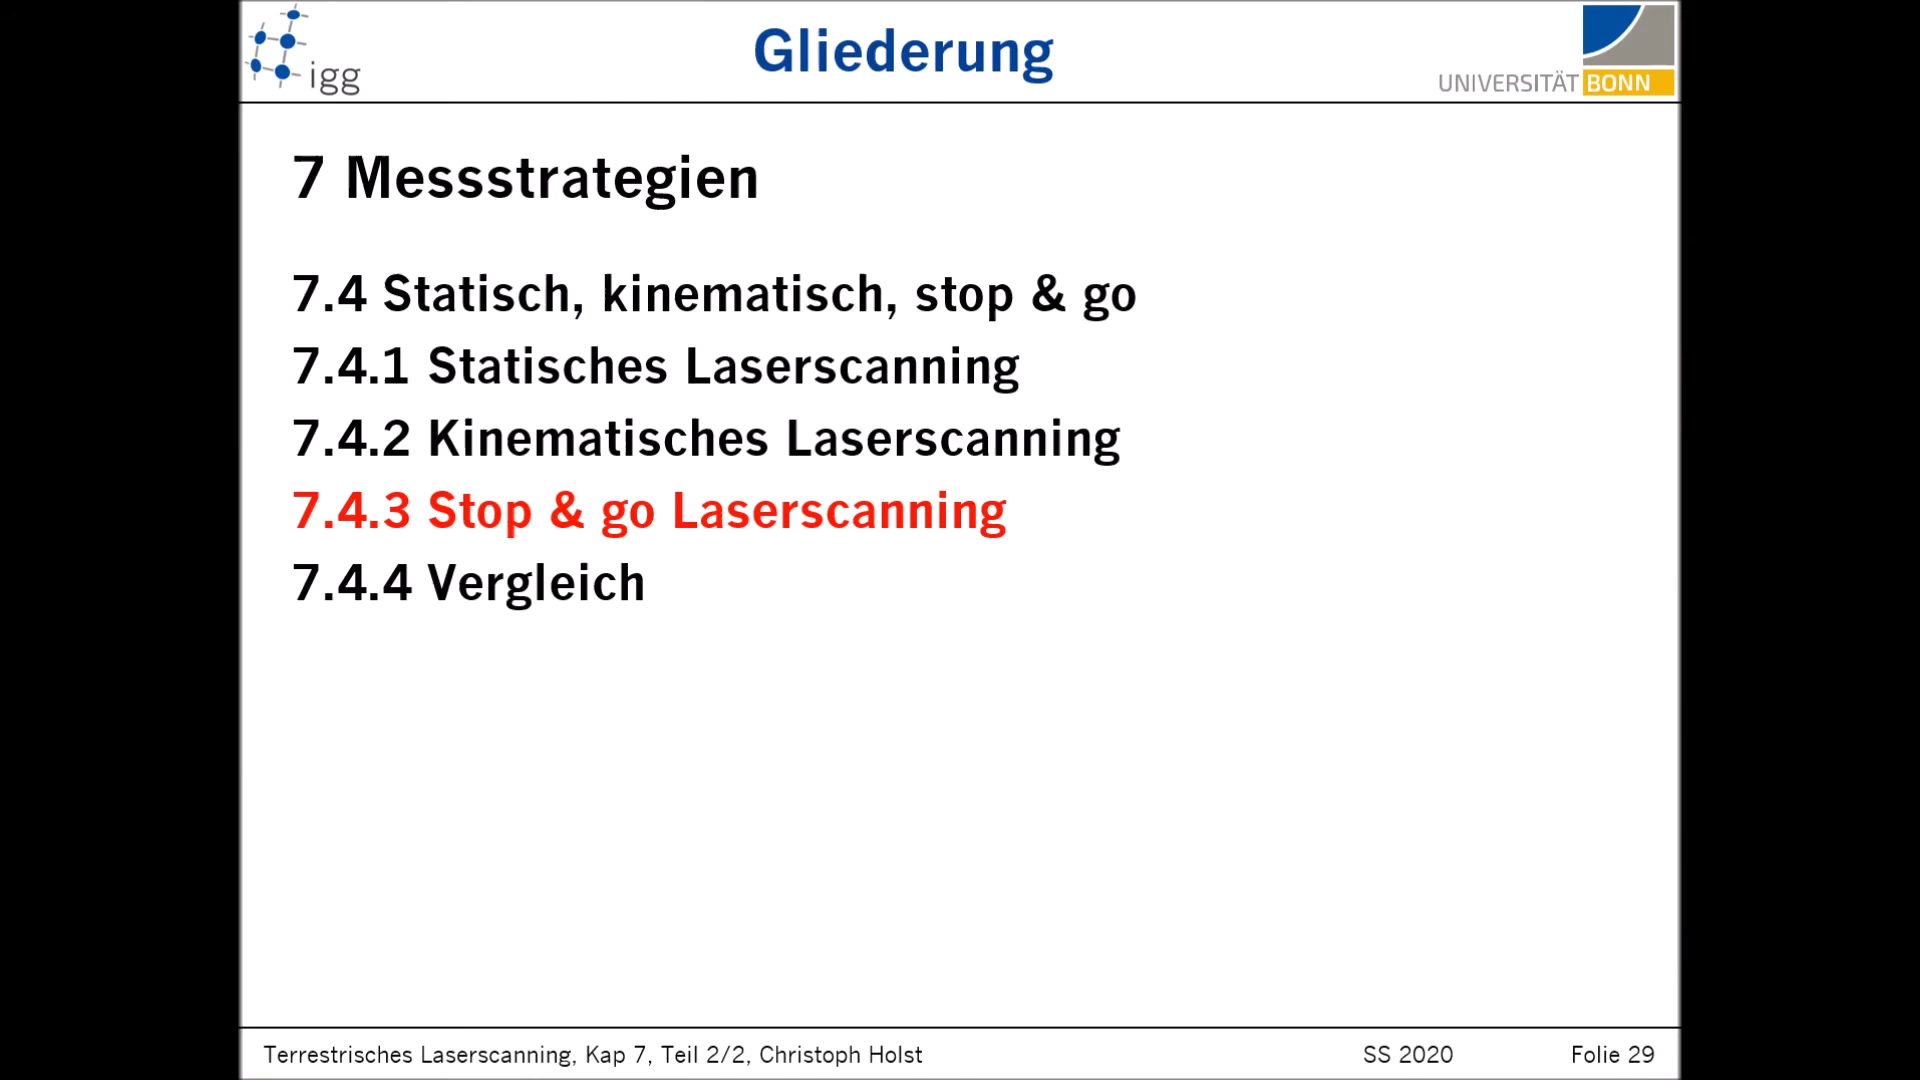 igg
Gliederung
UNIVERSITÄT BONN
7 Messstrategien
7.4 Statisch, kinematisch, stop & go
7.4.1 Statisches Laserscanning
7.4.2 Kinematisches Laserscanning
7.4.3 Stop & go Laserscanning
7.4.4 Vergleich
Terrestrisches Laserscanning, Kap 7, Teil 2/2, Christoph Holst SS 2020 Folie 29